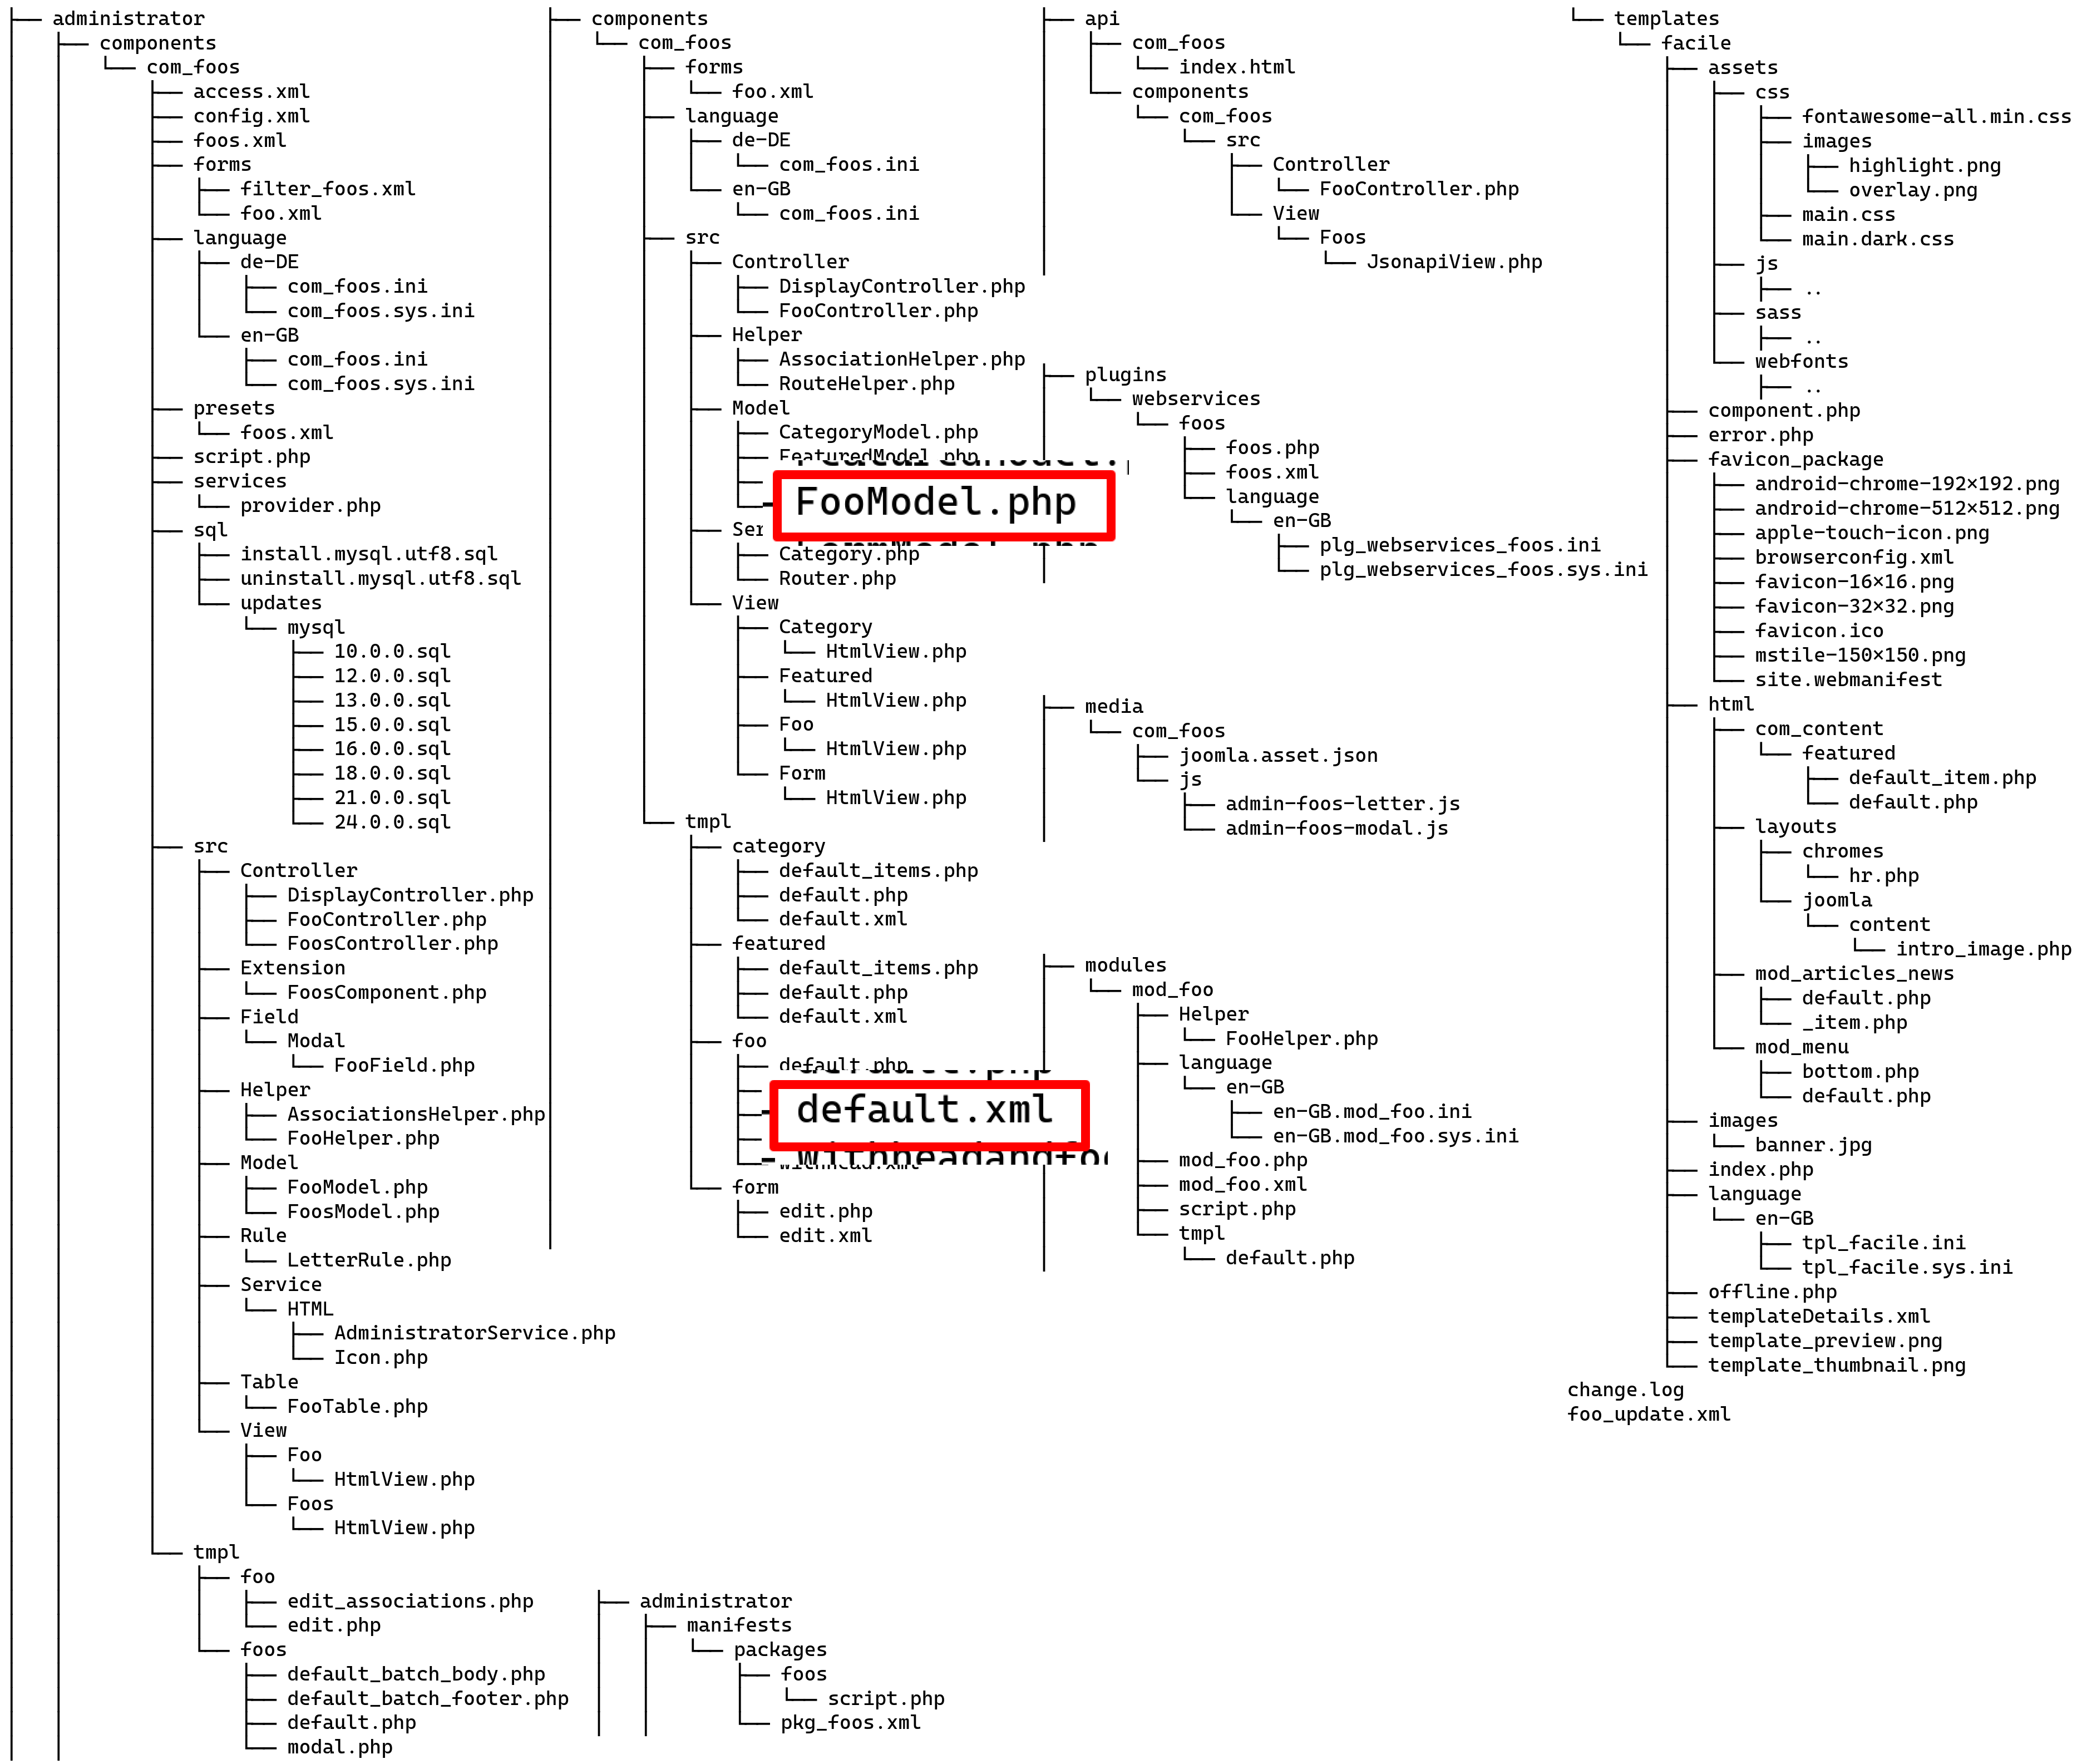 administrator
components
com_foos
access.xml
config.xml
foos.xml
forms
filter_foos.xml
foo.xml
language
de-DE
com_foos.ini
com_foos.sys.ini
en-GB
com_foos.ini
com_foos.sys.ini
presets
foos.xml
script.php
services
provider.php
sql
install.mysql.utf8.sql
uninstall.mysql.utf8.sql
updates
mysql
10.0.0.sql
12.0.0.sql
13.0.0.sql
15.0.0.sql
16.0.0.sql
18.0.0.sql
21.0.0.sql
24.0.0.sql
src
Controller
DisplayController.php
FooController.php
FoosController.php
Extension
FoosComponent.php
Field
Modal
FooField.php
Helper
AssociationsHelper.php
FooHelper.php
Model
FooModel.php
FoosModel.php
Rule
LetterRule.php
Service
HTML
AdministratorService.php
Icon.php
Table
FooTable.php
View
Foo
HtmlView.php
Foos
HtmlView.php
tmpl
foo
edit_associations.php
edit.php
foos
default_batch_body.php
default_batch_footer.php
default.php
modal.php
components
com_foos
forms
foo.xml
language
de-DE
com_foos.ini
en-GB
com_foos.ini
src
Controller
DisplayController.php
FooController.php
Helper
AssociationHelper.php
RouteHelper.php
Model
CategoryModel.php
FeaturedModel.php
FooModel.php
Ser
Category.php
Router.php
View
Category
HtmlView.php
Featured
HtmlView.php
Foo
HtmlView.php
Form
HtmlView.php
tmpl
category
default_items.php
default.php
default.xml
featured
default_items.php
default.php
default.xml
foo
default.php
default.xml
form
edit.php
edit.xml
administrator
manifests
packages
foos
script.php
pkg_foos.xml
api
com_foos
index.html
components
com_foos
src
Controller
FooController.php
View
Foos
JsonapiView.php
plugins
webservices
foos
foos.php
foos.xml
language
en-GB
plg_webservices_foos.ini
plg_webservices_foos.sys.ini
media
com_foos
joomla.asset.json
js
admin-foos-letter.js
admin-foos-modal.js
modules
mod_foo
Helper
FooHelper.php
language
en-GB
en-GB.mod_foo.ini
en-GB.mod_foo.sys.ini
mod_foo.php
mod_foo.xml
script.php
tmpl
default.php
templates
facile
assets
css
fontawesome-all.min.css
images
highlight.png
overlay.png
main.css
main.dark.css
js
..
sass
..
webfonts
..
component.php
error.php
favicon_package
android-chrome-192×192.png
android-chrome-512×512.png
apple-touch-icon.png
browserconfig.xml
favicon-16×16.png
favicon-32×32.png
favicon.ico
mstile-150×150.png
site.webmanifest
html
com_content
featured
default_item.php
default.php
layouts
chromes
hr.php
joomla
content
intro_image.php
mod_articles_news
default.php
_item.php
mod_menu
bottom.php
default.php
images
banner.jpg
index.php
language
en-GB
tpl_facile.ini
tpl_facile.sys.ini
offline.php
templateDetails.xml
template_preview.png
template_thumbnail.png
change.log
foo_update.xml